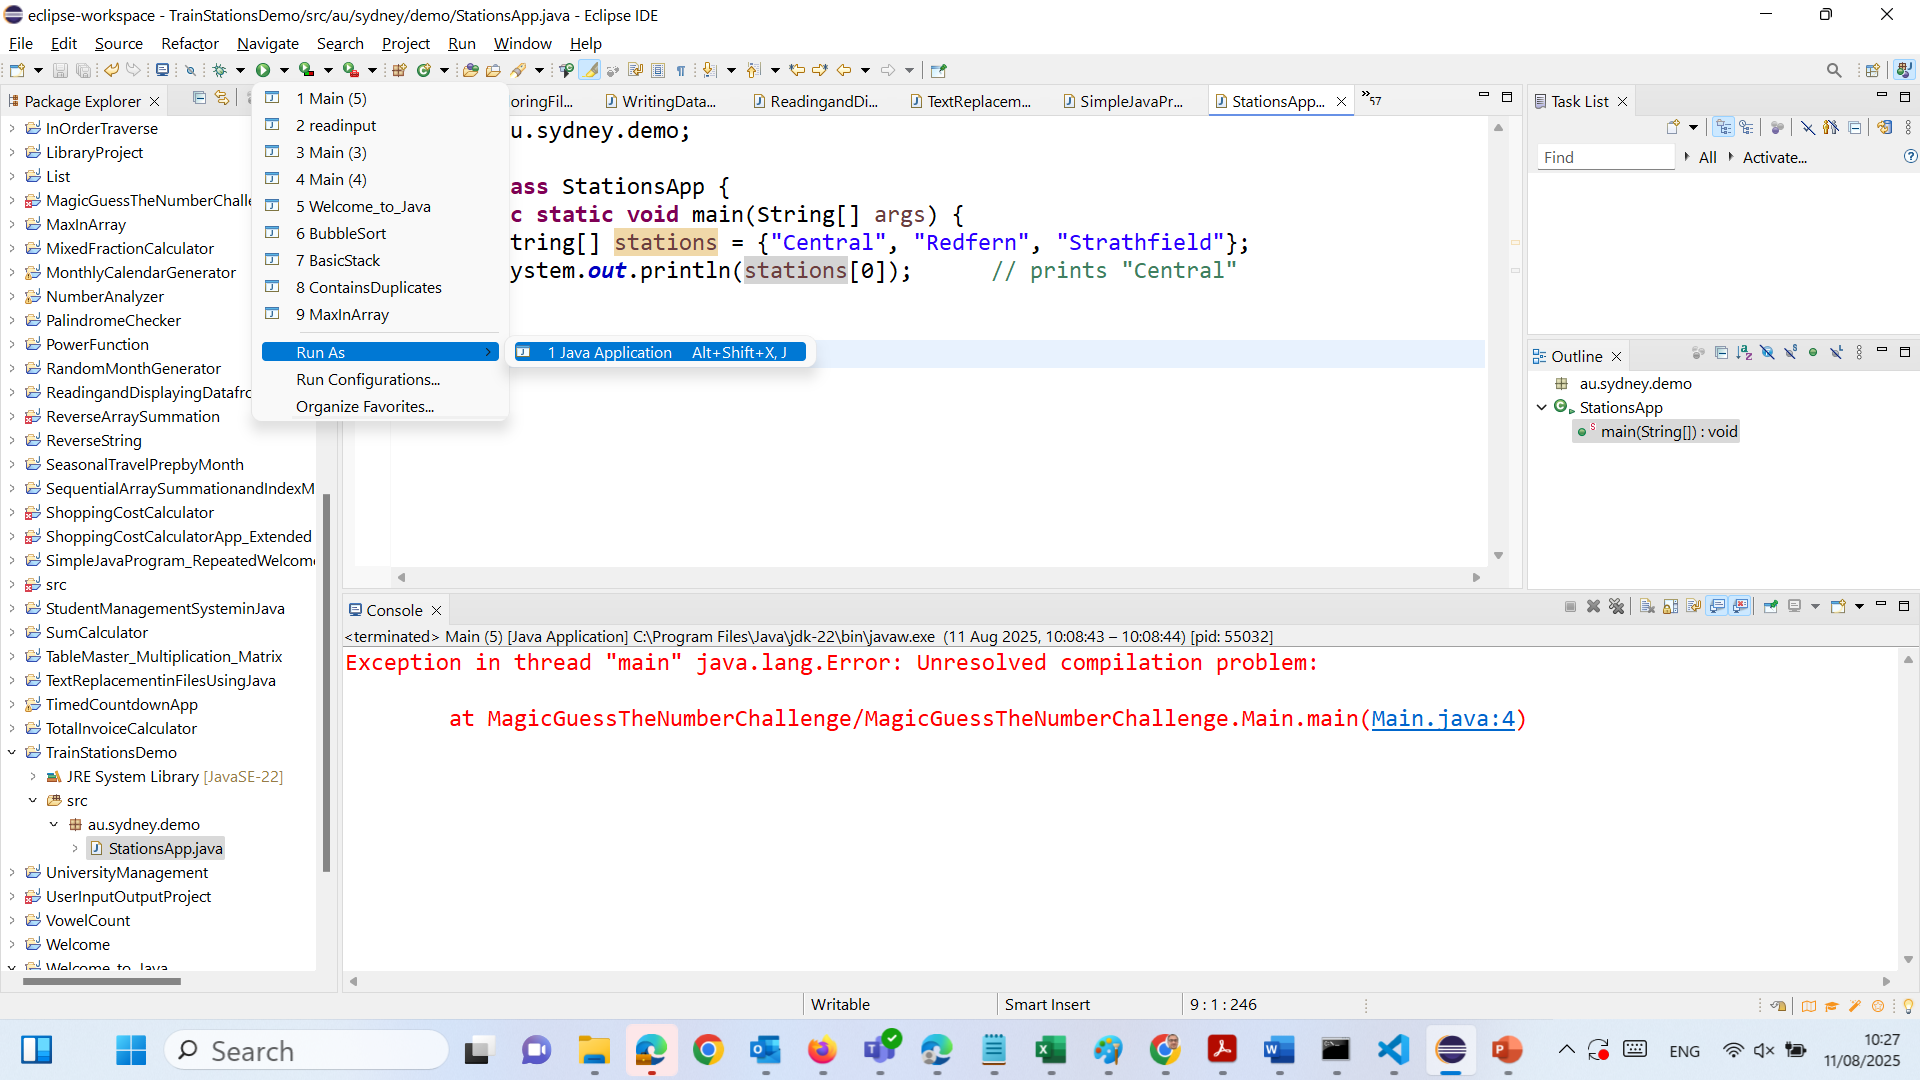 eclipse-workspace - TrainStationsDemo/src/au/sydney/demo/StationsApp.java - Eclipse IDE
File Edit Source Refactor Navigate Search Project Run Window Help
Package Explorer
InOrderTraverse
LibraryProject
List
MagicGuessTheNumberChalle
MaxInArray
MixedFractionCalculator
MonthlyCalendarGenerator
NumberAnalyzer
PalindromeChecker
PowerFunction
RandomMonthGenerator
ReadingandDisplayingDatafro
ReverseArraySummation
ReverseString
SeasonalTravelPrepbyMonth
SequentialArraySummationandIndexM
ShoppingCostCalculator
ShoppingCostCalculatorApp_Extended
SimpleJavaProgram_RepeatedWelcome
src
StudentManagementSysteminJava
SumCalculator
TableMaster_Multiplication_Matrix
TextReplacementinFilesUsingJava
TimedCountdownApp
TotalInvoiceCalculator
TrainStationsDemo
JRE System Library [JavaSE-22]
src
au.sydney.demo
StationsApp.java
UniversityManagement
UserInputOutputProject
VowelCount
Welcome
Welcome_to_Java
1 Main (5)
2 readinput
3 Main (3)
4 Main (4)
5 Welcome_to_Java
6 BubbleSort
7 BasicStack
8 ContainsDuplicates
9 MaxInArray
Run As
Run Configurations...
Organize Favorites...
1 Java Application Alt+Shift+X, J
oringFil... WritingData... ReadingandDi... TextReplacem... SimpleJavaPr... StationsApp... 57
u.sydney.demo;
ass StationsApp {
c static void main(String[] args) {
tring[] stations = {"Central", "Redfern", "Strathfield"};
ystem.out.println(stations[0]); // prints "Central"
Task List
Find All Activate...
Outline
au.sydney.demo
StationsApp
main(String[]) : void
Console
<terminated> Main (5) [Java Application] C:\Program Files\Java\jdk-22\bin\javaw.exe (11 Aug 2025, 10:08:43 – 10:08:44) [pid: 55032]
Exception in thread "main" java.lang.Error: Unresolved compilation problem:
at MagicGuessTheNumberChallenge/MagicGuessTheNumberChallenge.Main.main(Main.java:4)
Writable Smart Insert 9 : 1 : 246
Search
ENG
10:27
11/08/2025